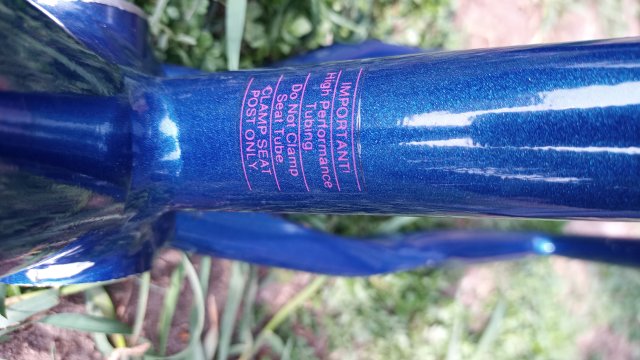 IMPORTANT!
High Performance
Tubing
Do Not Clamp
Seat Tube
CLAMP SEAT
POST ONLY